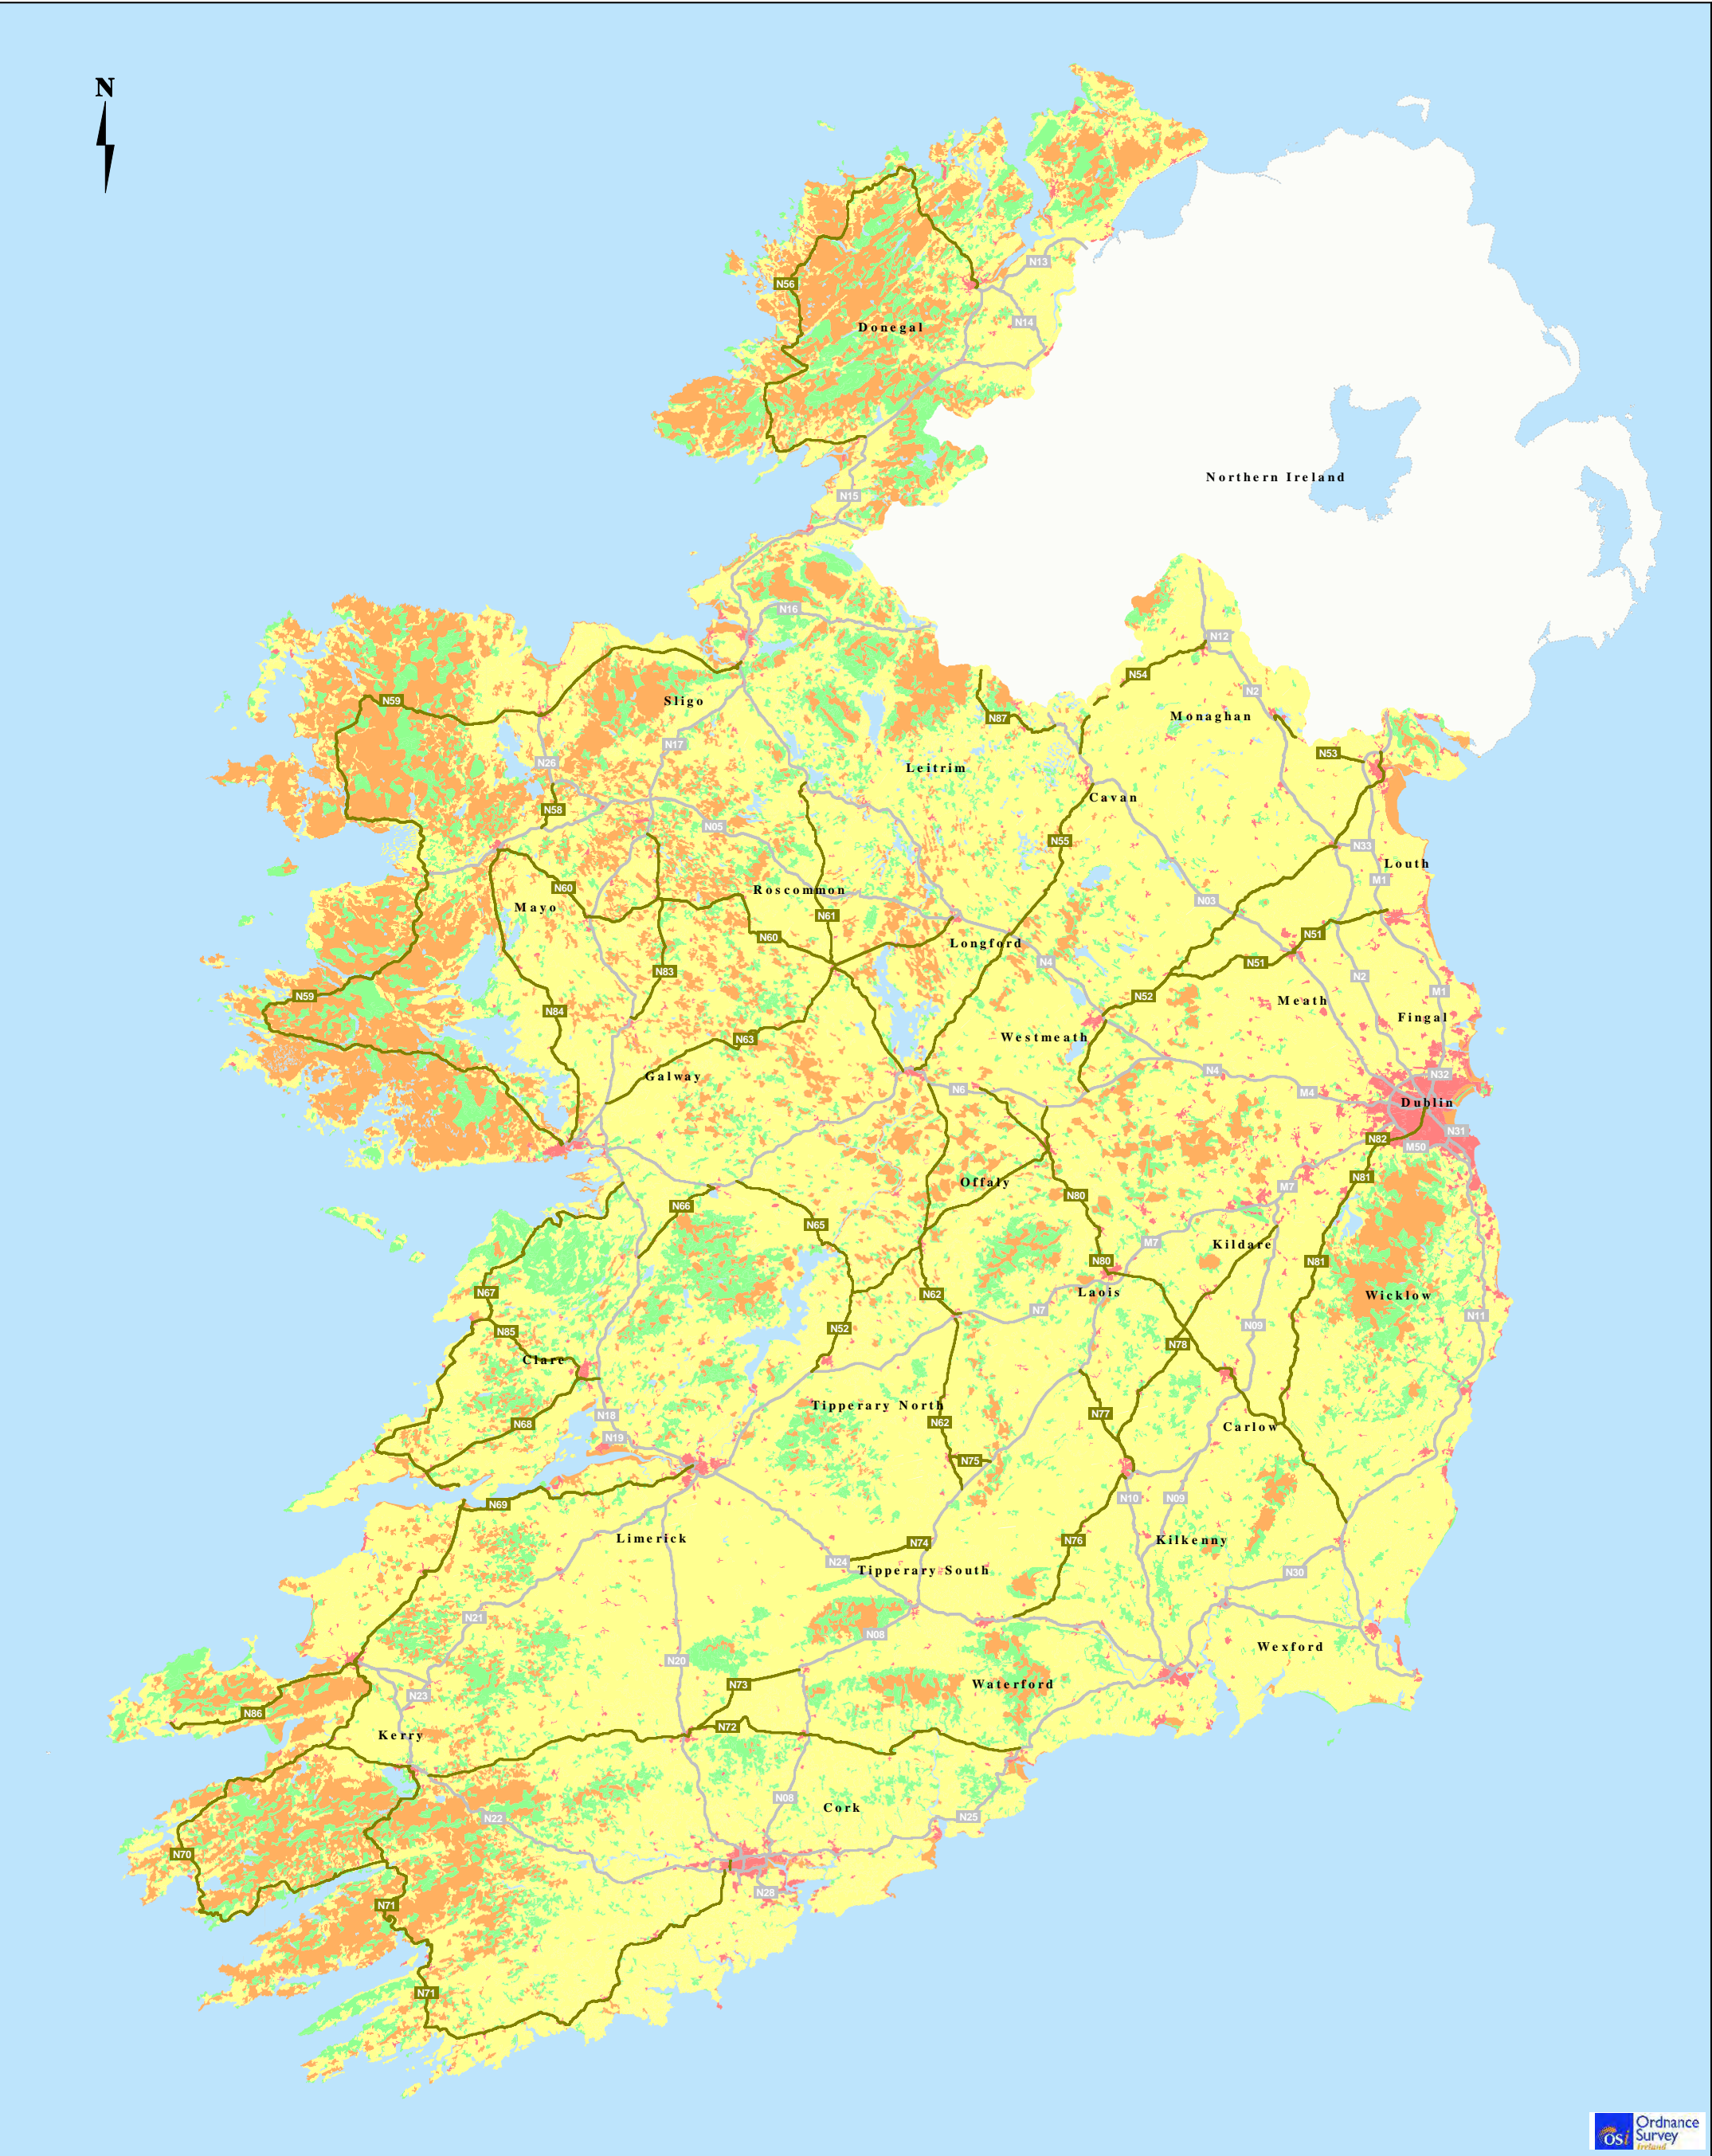 N
N13
N56
N14
Donegal
Northern Ireland
N15
N16
N12
N54
N2
N59
Sligo
Monaghan
N87
N17
N53
N26
Leitrim
Cavan
N58
N05
N55
N33
Louth
M1
N60
Roscommon
N03
Mayo
N61
N51
N60
Longford
N51
N4
N83
N2
N59
N52
M1
Meath
N84
Fingal
N63
Westmeath
N4
N32
Galway
N6
M4
Dublin
N31
N82
M50
N81
Offaly
M7
N80
N66
N65
M7
Kildare
N80
N81
N67
Laois
N62
Wicklow
N7
N11
N52
N09
N85
N78
Clare
Tipperary North
N77
N18
N62
N68
Carlow
N19
N75
N10
N09
N69
Limerick
N74
N76
Kilkenny
N24
Tipperary South
N30
N21
N08
Wexford
N20
N73
Waterford
N23
N86
N72
Kerry
N08
Cork
N22
N25
N70
N28
N71
N71
OSi
Ordnance
Survey
Ireland